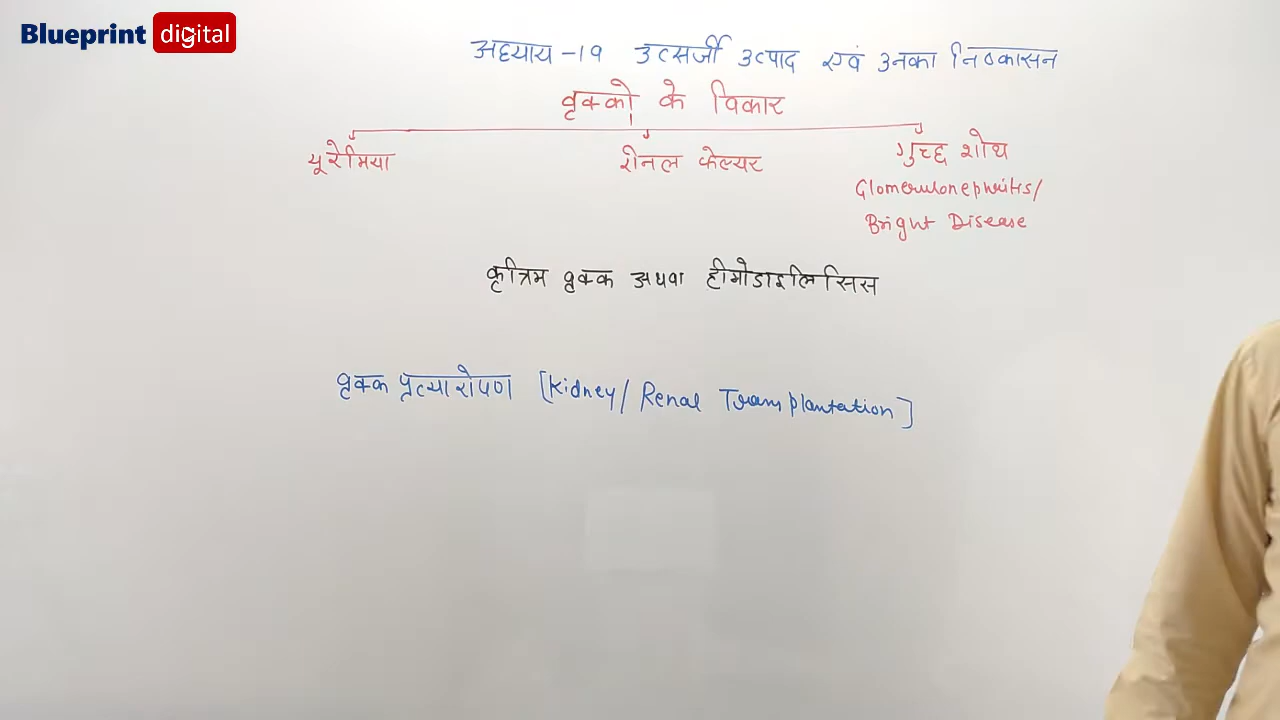 Blueprint digital
अध्याय -19 उत्सर्जी उत्पाद एवं उनका निष्कासन
वृक्को के विकार
यूरेमिया रीनल फेल्यर गुच्छ शोथ
Glomerulonephritis/
Bright Disease
कृत्रिम वृक्क अथवा हीमोडाइलिसिस
वृक्क प्रत्यारोपण [Kidney/ Renal Transplantation]